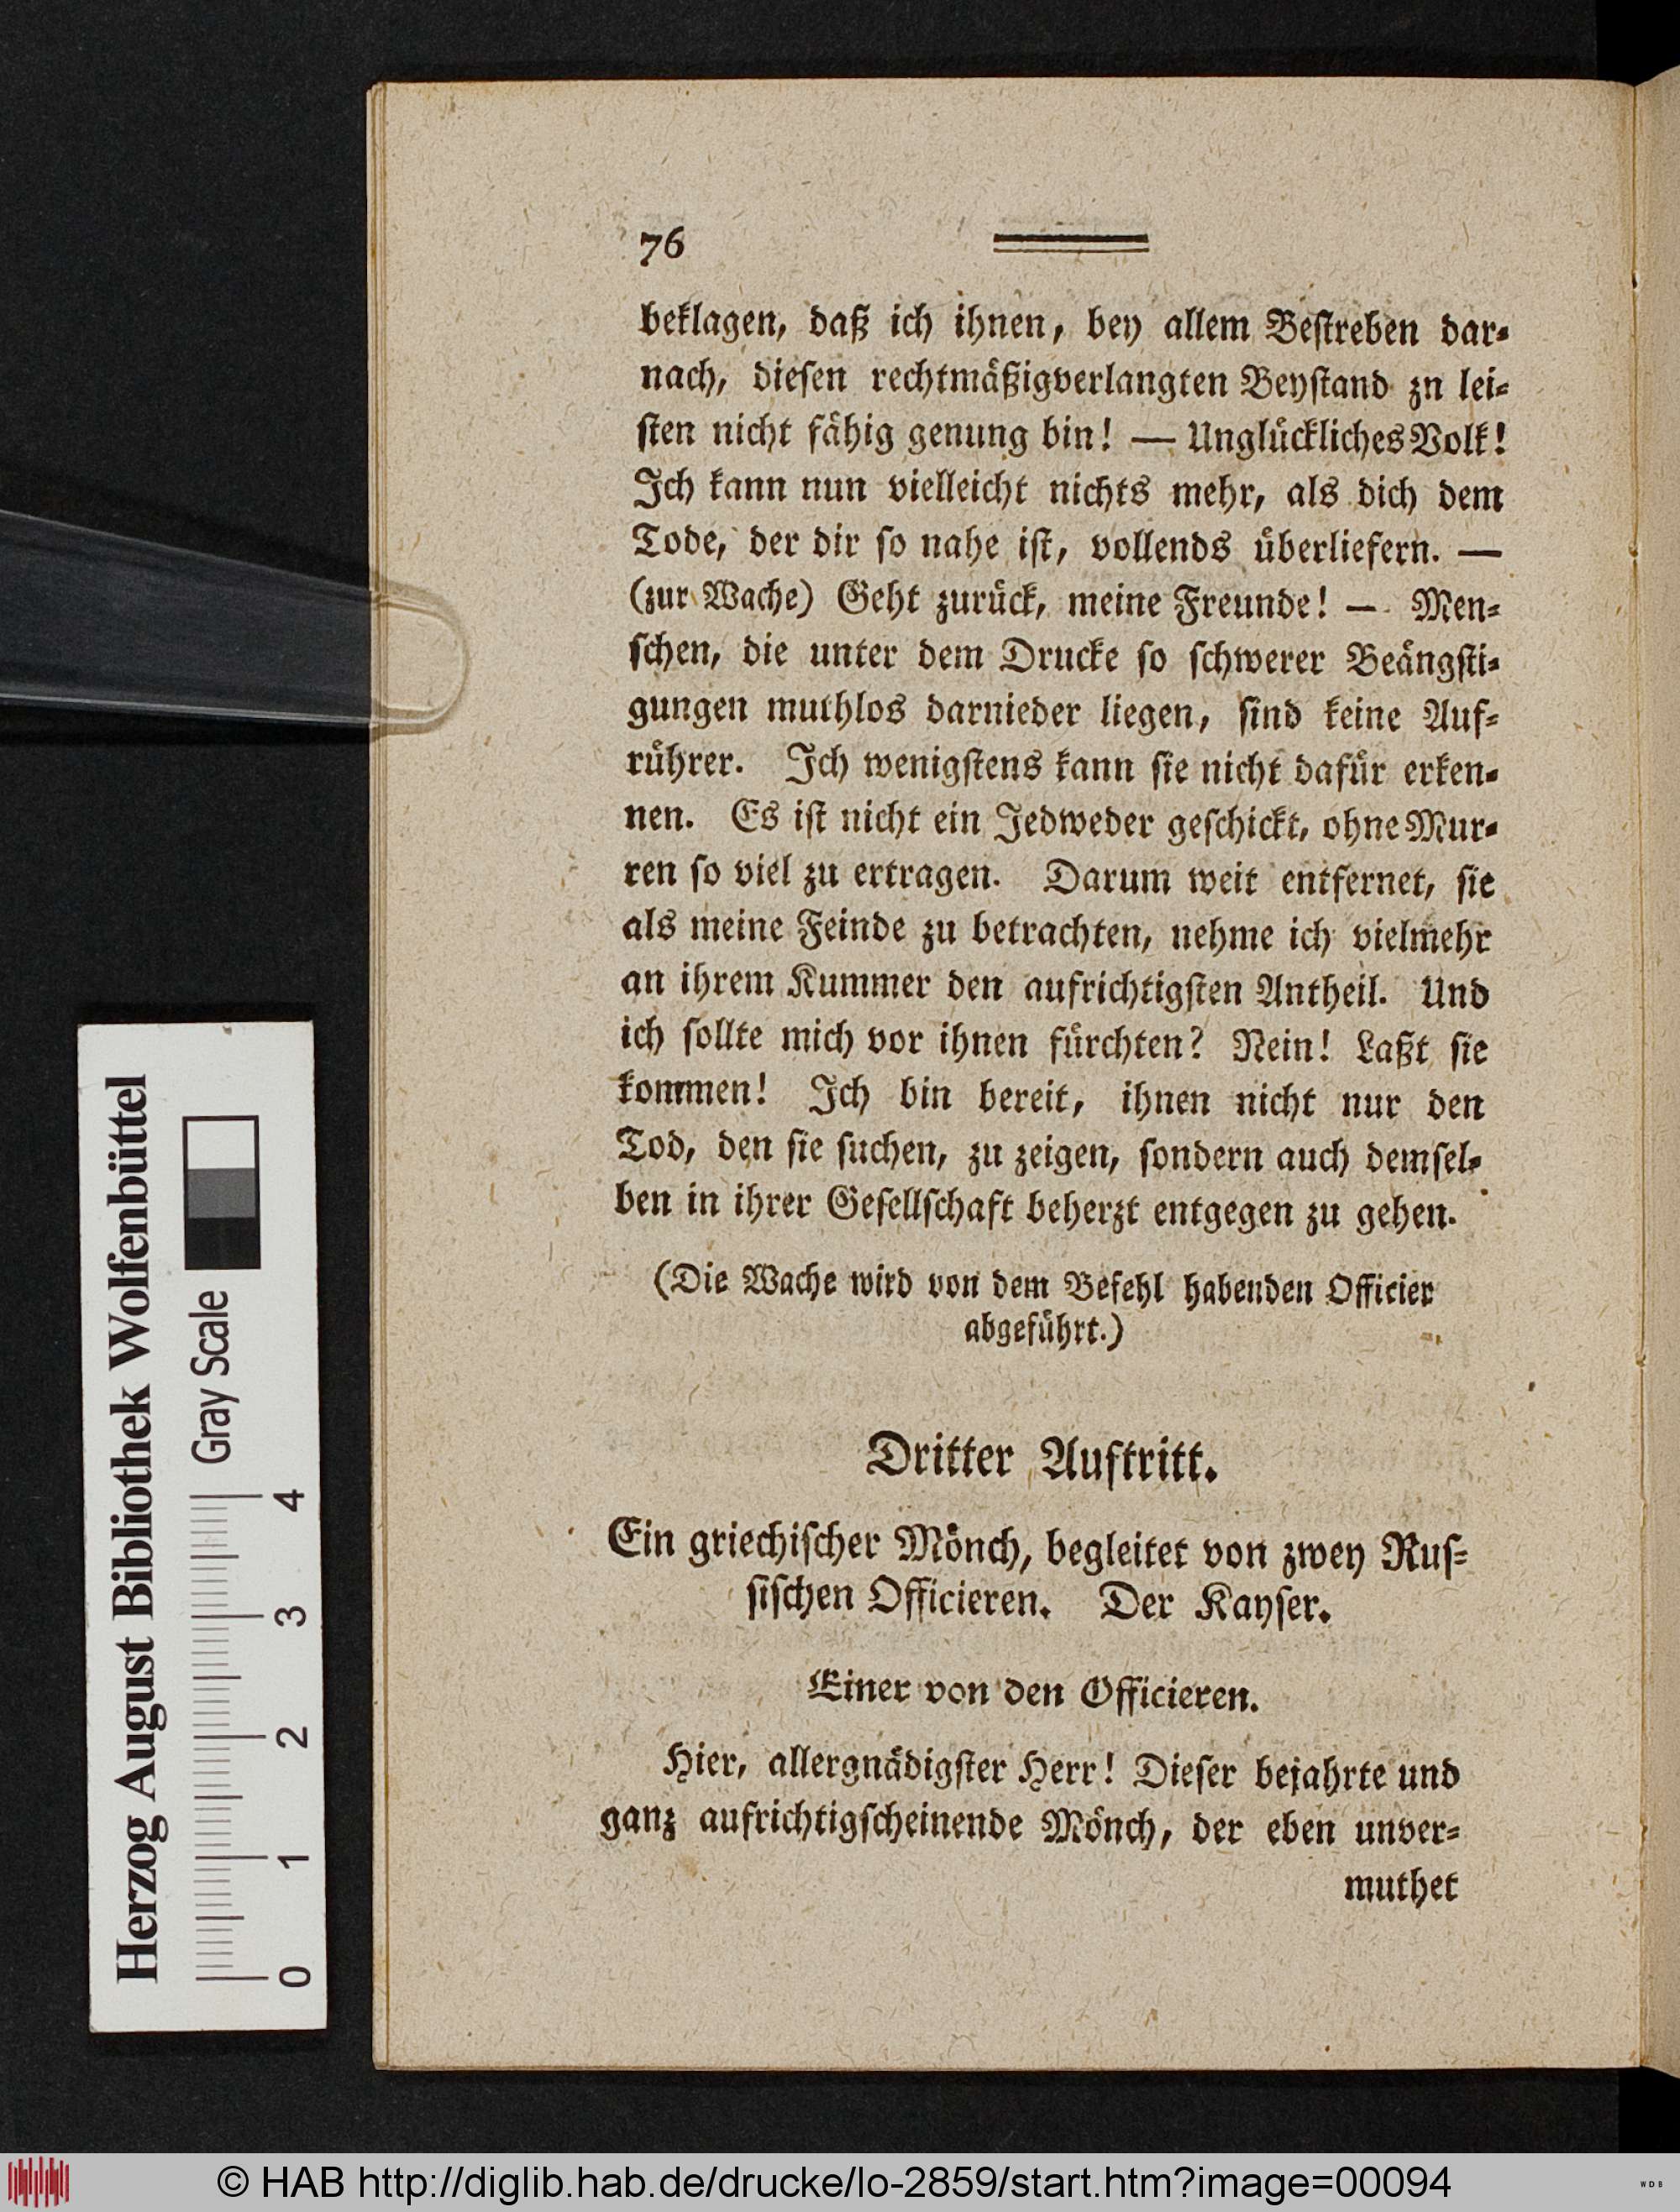 76
beklagen, daß ich ihnen, bey allem Beſtreben dar⸗
nach, dieſen rechtmäßigverlangten Beyſtand zn lei⸗
ſten nicht fähig genung bin! — Unglückliches Volk!
Ich kann nun vielleicht nichts mehr, als dich dem
Tode, der dir ſo nahe iſt, vollends überliefern. —
(zur Wache) Geht zurück, meine Freunde! — Men⸗
ſchen, die unter dem Drucke ſo ſchwerer Beängſti⸗
gungen muthlos darnieder liegen, ſind keine Auf⸗
rührer. Ich wenigſtens kann ſie nicht dafür erken⸗
nen. Es iſt nicht ein Jedweder geſchickt, ohne Mur⸗
ren ſo viel zu ertragen. Darum weit entfernet, ſie
als meine Feinde zu betrachten, nehme ich vielmehr
an ihrem Kummer den aufrichtigſten Antheil. Und
ich ſollte mich vor ihnen fürchten? Nein! Laßt ſie
kommen! Ich bin bereit, ihnen nicht nur den
Tod, den ſie ſuchen, zu zeigen, ſondern auch demſel⸗
ben in ihrer Geſellſchaft beherzt entgegen zu gehen.
(Die Wache wird von dem Befehl habenden Officier
abgeführt.)
Dritter Auftritt.
Ein griechiſcher Mönch, begleitet von zwey Ruſ⸗
ſiſchen Officieren. Der Kayſer.
Einer von den Officieren.
Hier, allergnädigſter Herr! Dieſer bejahrte und
ganz aufrichtigſcheinende Mönch, der eben unver⸗
muthet
Herzog August Bibliothek Wolfenbüttel
Gray Scale
0 1 2 3 4
© HAB http://diglib.hab.de/drucke/lo-2859/start.htm?image=00094
WDB